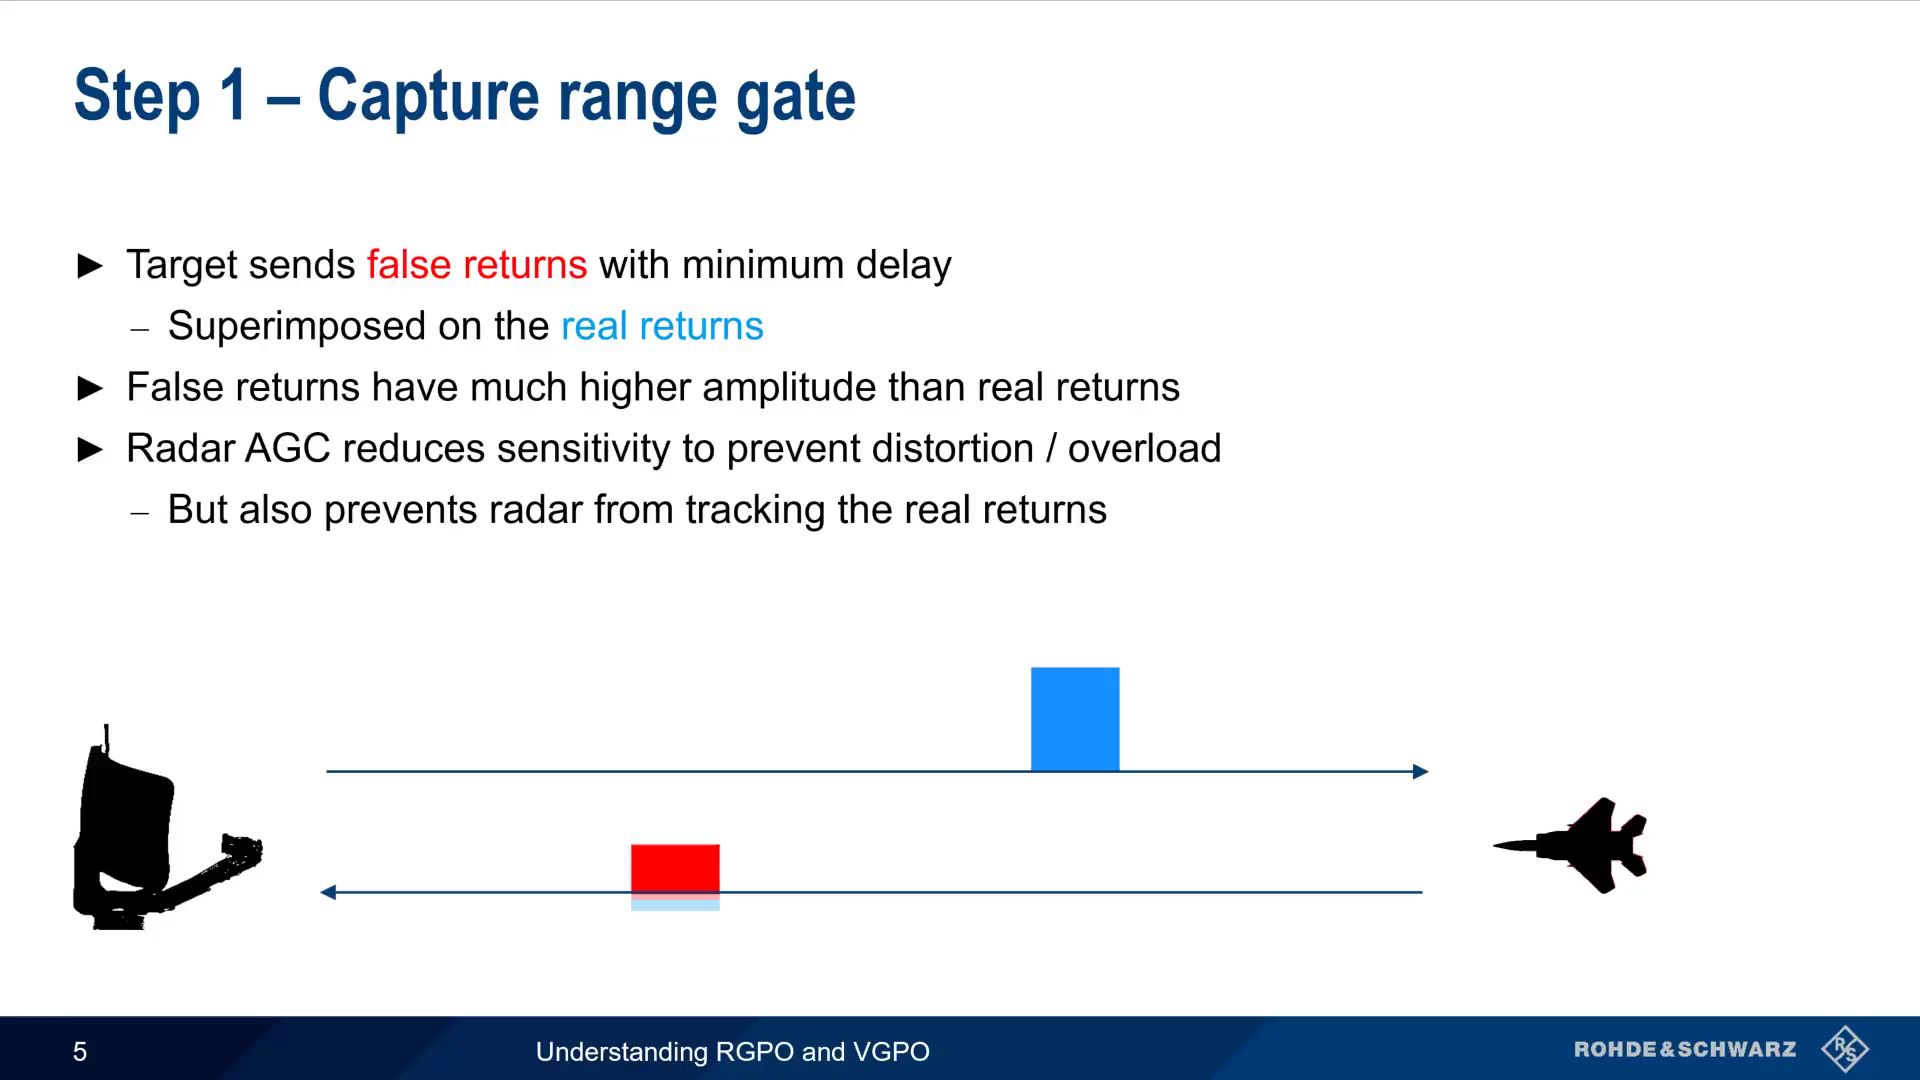 Step 1 – Capture range gate
► Target sends false returns with minimum delay
– Superimposed on the real returns
► False returns have much higher amplitude than real returns
► Radar AGC reduces sensitivity to prevent distortion / overload
– But also prevents radar from tracking the real returns
5
Understanding RGPO and VGPO
ROHDE&SCHWARZ
R&S